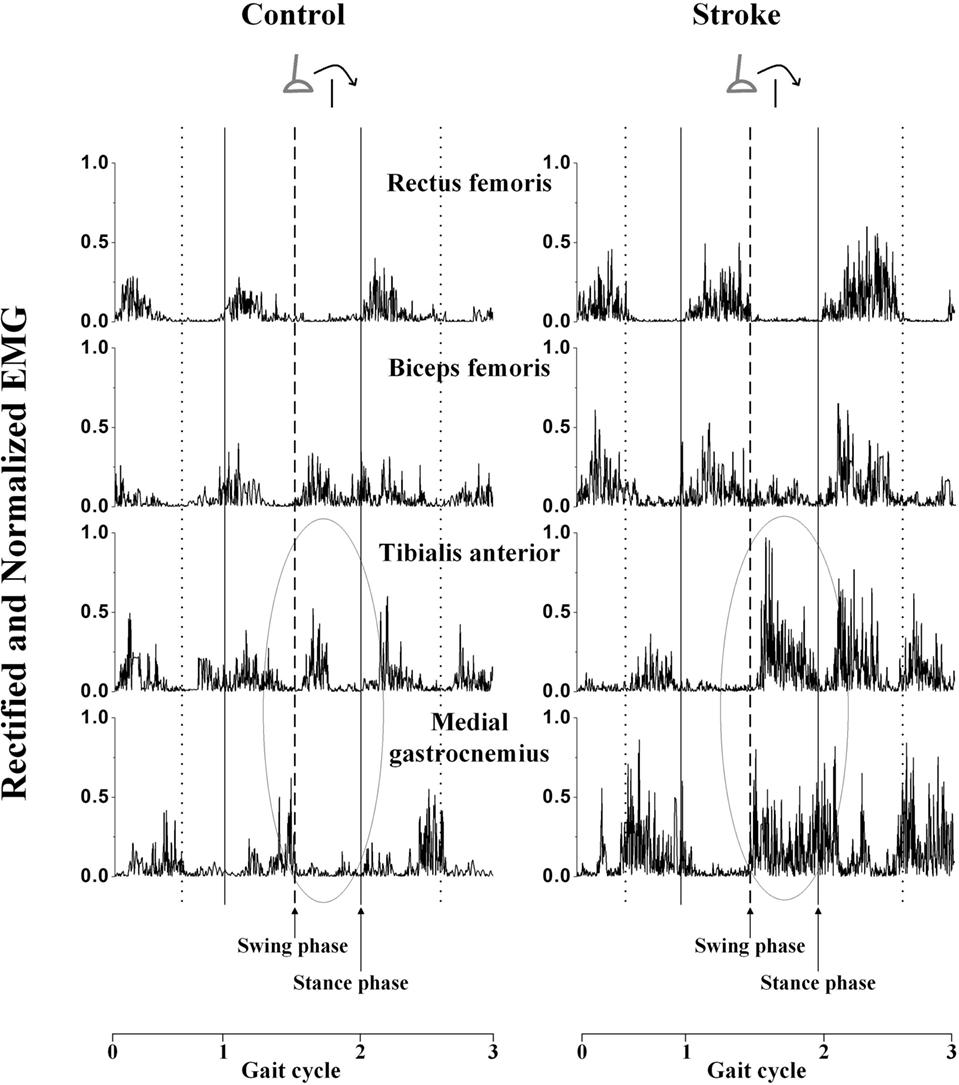 Control
Stroke
Rectified and Normalized EMG
1.0
0.5
0.0
Rectus femoris
1.0
0.5
0.0
1.0
0.5
0.0
Biceps femoris
1.0
0.5
0.0
1.0
0.5
0.0
Tibialis anterior
1.0
0.5
0.0
1.0
0.5
0.0
Medial
gastrocnemius
1.0
0.5
0.0
Swing phase
Stance phase
Swing phase
Stance phase
0 1 2 3
Gait cycle
0 1 2 3
Gait cycle